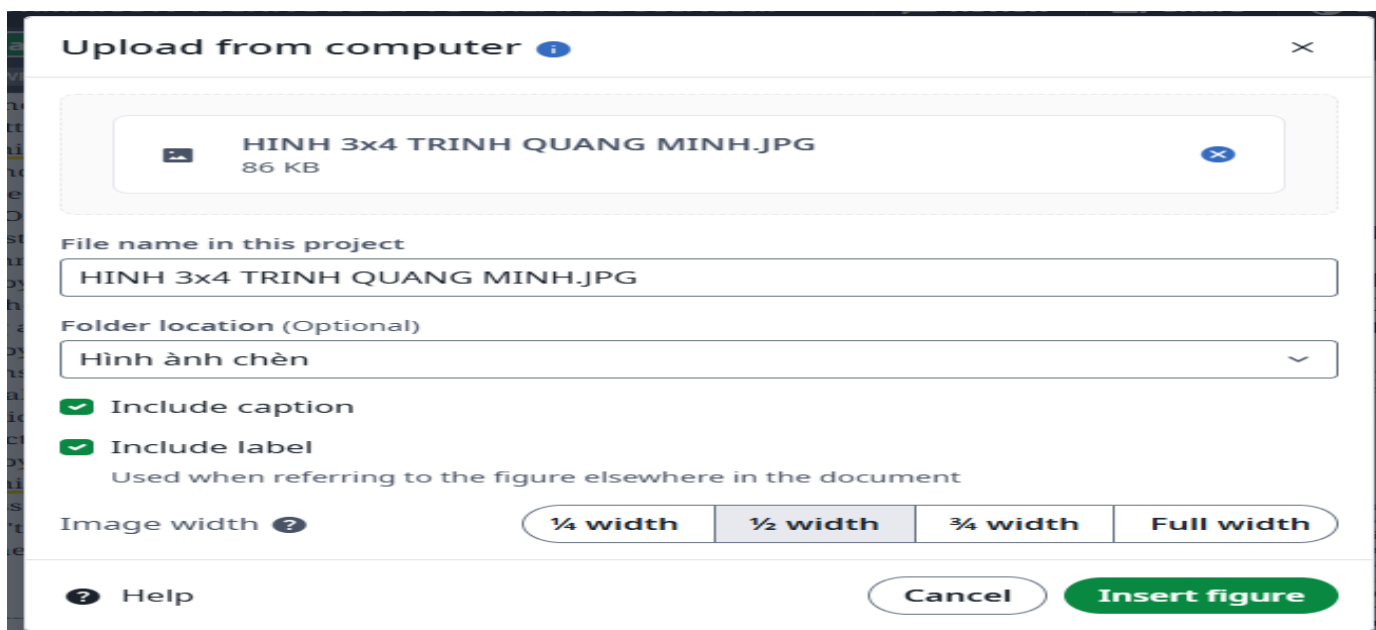 Upload from computer
HINH 3x4 TRINH QUANG MINH.JPG
86 KB
File name in this project
HINH 3x4 TRINH QUANG MINH.JPG
Folder location (Optional)
Hình ành chèn
Include caption
Include label
Used when referring to the figure elsewhere in the document
Image width
¼ width ½ width ¾ width Full width
Help Cancel Insert figure